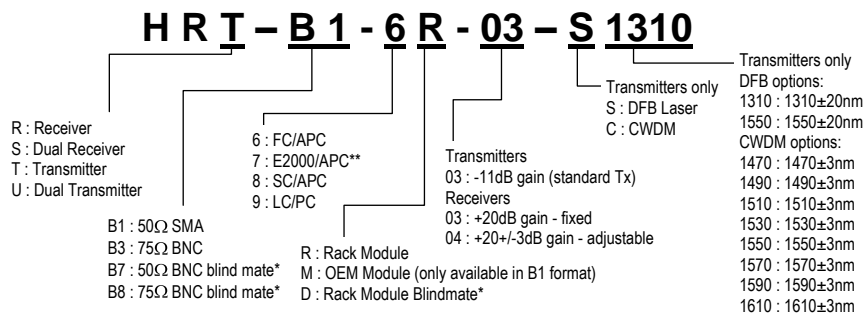 HRT – B1 - 6R - 03 – S1310
R : Receiver
S : Dual Receiver
T : Transmitter
U : Dual Transmitter
B1 : 50Ω SMA
B3 : 75Ω BNC
B7 : 50Ω BNC blind mate*
B8 : 75Ω BNC blind mate*
6 : FC/APC
7 : E2000/APC**
8 : SC/APC
9 : LC/PC
R : Rack Module
M : OEM Module (only available in B1 format)
D : Rack Module Blindmate*
Transmitters
03 : -11dB gain (standard Tx)
Receivers
03 : +20dB gain - fixed
04 : +20+/-3dB gain - adjustable
Transmitters only
S : DFB Laser
C : CWDM
Transmitters only
DFB options:
1310 : 1310±20nm
1550 : 1550±20nm
CWDM options:
1470 : 1470±3nm
1490 : 1490±3nm
1510 : 1510±3nm
1530 : 1530±3nm
1550 : 1550±3nm
1570 : 1570±3nm
1590 : 1590±3nm
1610 : 1610±3nm